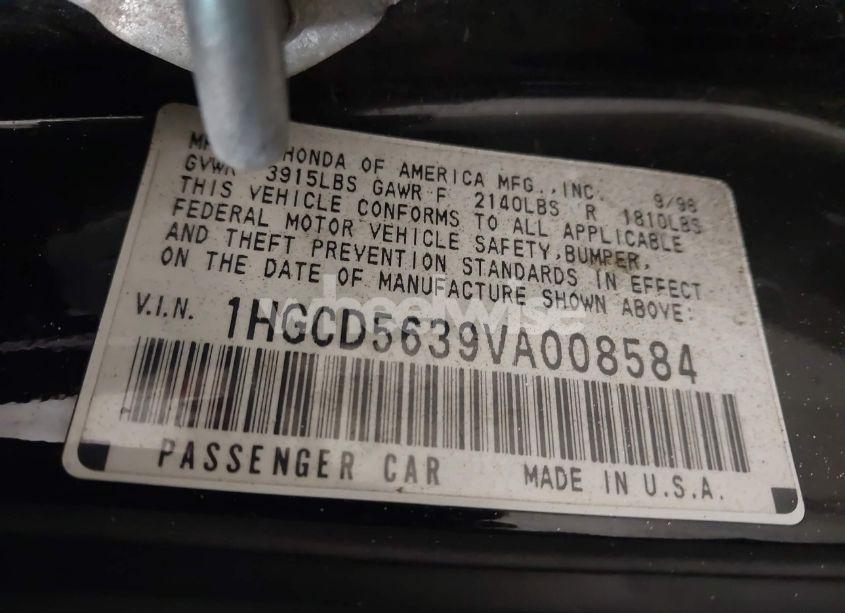 HONDA OF AMERICA MFG., INC. 9/96
GVWR 3915LBS GAWR F 2140LBS R 1810LBS
THIS VEHICLE CONFORMS TO ALL APPLICABLE
FEDERAL MOTOR VEHICLE SAFETY, BUMPER,
AND THEFT PREVENTION STANDARDS IN EFFECT
ON THE DATE OF MANUFACTURE SHOWN ABOVE:
V.I.N. 1HGCD5639VA008584
wheelwise
PASSENGER CAR MADE IN U.S.A.